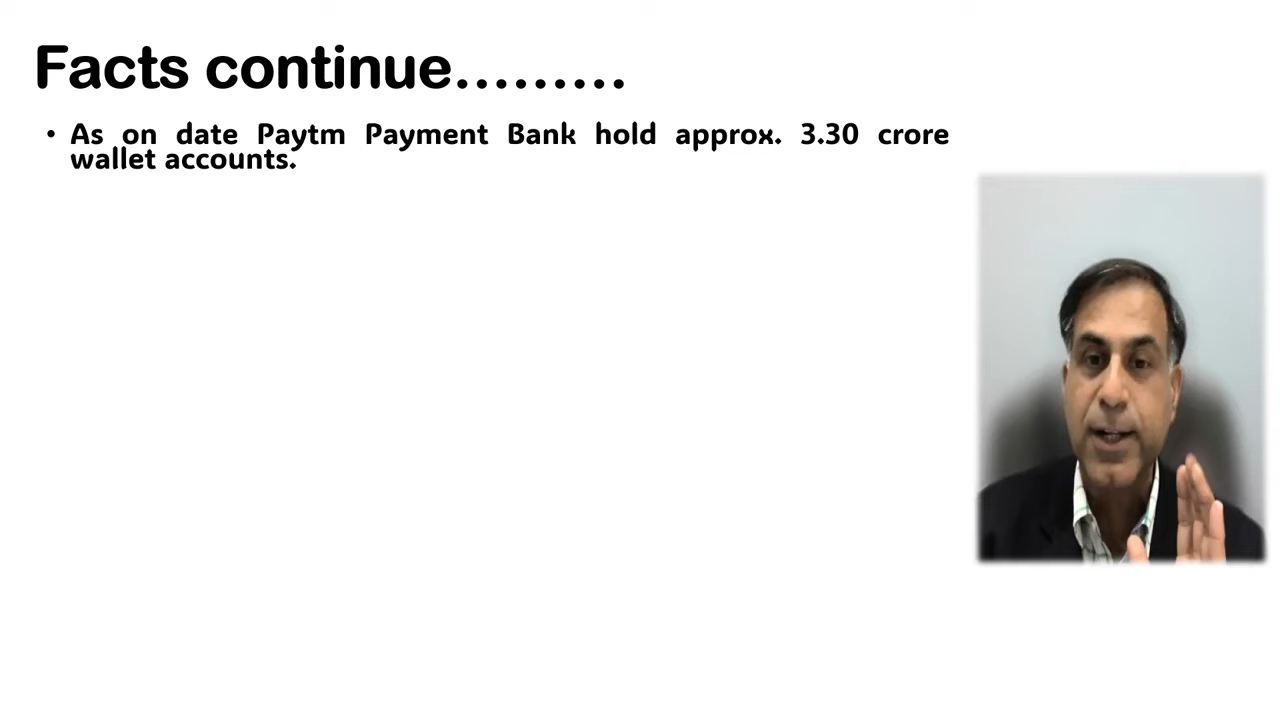 Facts continue.........
• As on date Paytm Payment Bank hold approx. 3.30 crore
wallet accounts.